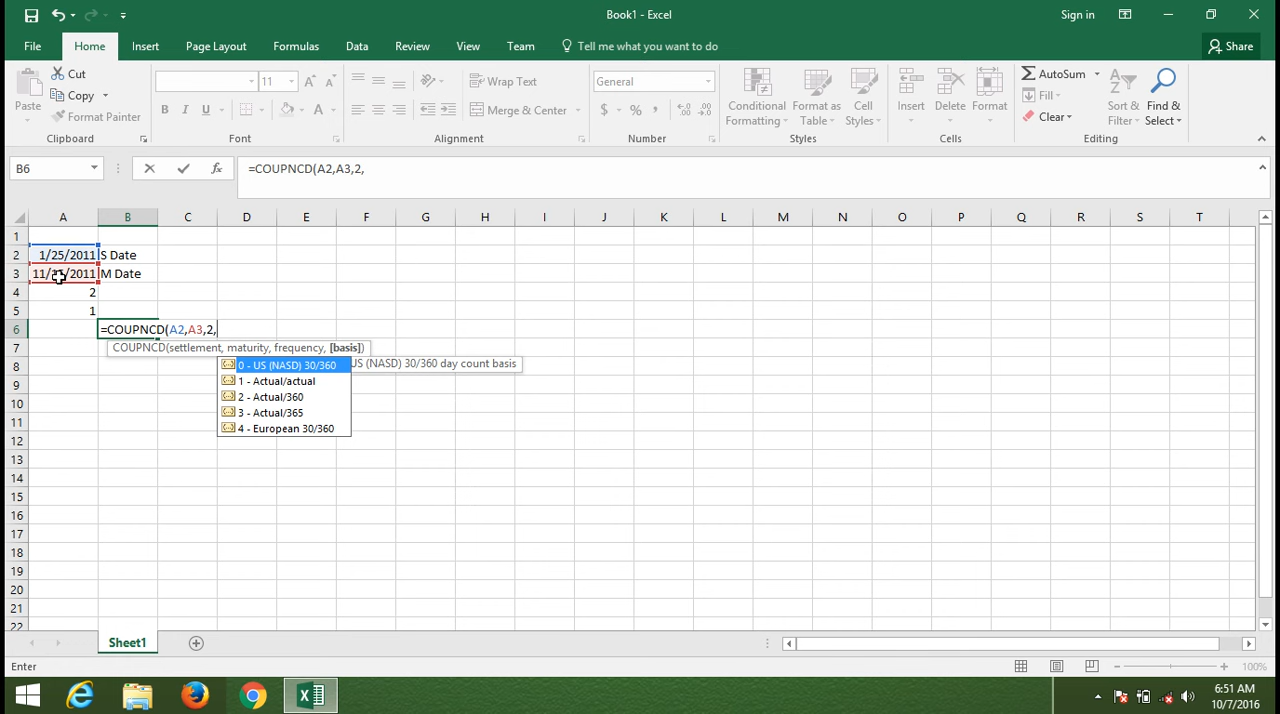 Book1 - Excel
Sign in
File Home Insert Page Layout Formulas Data Review View Team Tell me what you want to do Share
Paste
Cut
Copy
Format Painter
Clipboard
11
A A
B I U A
Font
Wrap Text
Merge & Center
Alignment
General
$ % ,
Number
Conditional Formatting
Format as Table
Cell Styles
Styles
Insert
Delete
Format
Cells
AutoSum
Fill
Clear
Sort & Filter
Find & Select
Editing
B6
fx
=COUPNCD(A2,A3,2,
A B C D E F G H I J K L M N O P Q R S T
1
2 1/25/2011 S Date
3 M Date
4 2
5 1
6 =COUPNCD(A2,A3,2,
7 COUPNCD(settlement, maturity, frequency, [basis])
8 0 - US (NASD) 30/360 US (NASD) 30/360 day count basis
9 1 - Actual/actual
10 2 - Actual/360
11 3 - Actual/365
12 4 - European 30/360
13
14
15
16
17
18
19
20
21
22
Sheet1
Enter
100%
6:51 AM
10/7/2016